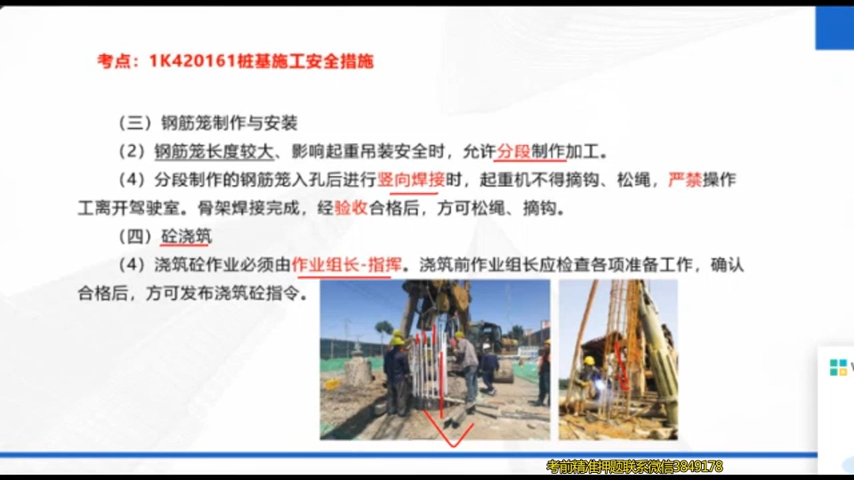 考点：1K420161桩基施工安全措施
（三）钢筋笼制作与安装
（2）钢筋笼长度较大、影响起重吊装安全时，允许分段制作加工。
（4）分段制作的钢筋笼入孔后进行竖向焊接时，起重机不得摘钩、松绳，严禁操作
工离开驾驶室。骨架焊接完成，经验收合格后，方可松绳、摘钩。
（四）砼浇筑
（4）浇筑砼作业必须由作业组长-指挥。浇筑前作业组长应检查各项准备工作，确认
合格后，方可发布浇筑砼指令。
考前精准押题联系微信3849178